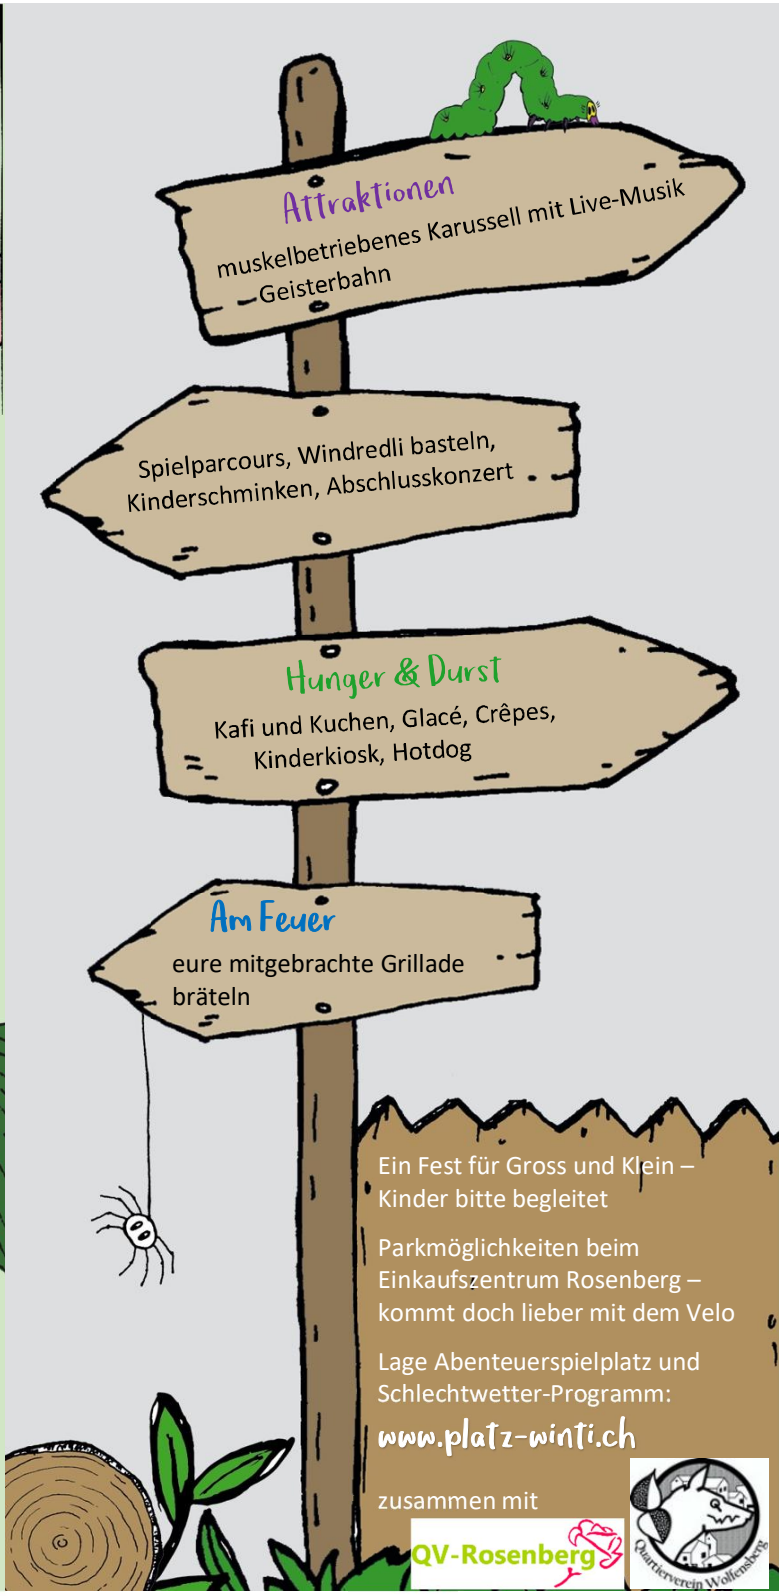 Attraktionen
muskelbetriebenes Karussell mit Live-Musik
Geisterbahn
Spielparcours, Windredli basteln,
Kinderschminken, Abschlusskonzert
Hunger & Durst
Kafi und Kuchen, Glacé, Crêpes,
Kinderkiosk, Hotdog
Am Feuer
eure mitgebrachte Grillade
bräteln
Ein Fest für Gross und Klein –
Kinder bitte begleitet
Parkmöglichkeiten beim
Einkaufszentrum Rosenberg –
kommt doch lieber mit dem Velo
Lage Abenteuerspielplatz und
Schlechtwetter-Programm:
www.platz-winti.ch
zusammen mit
QV-Rosenberg
Quartierverein Wolfensberg